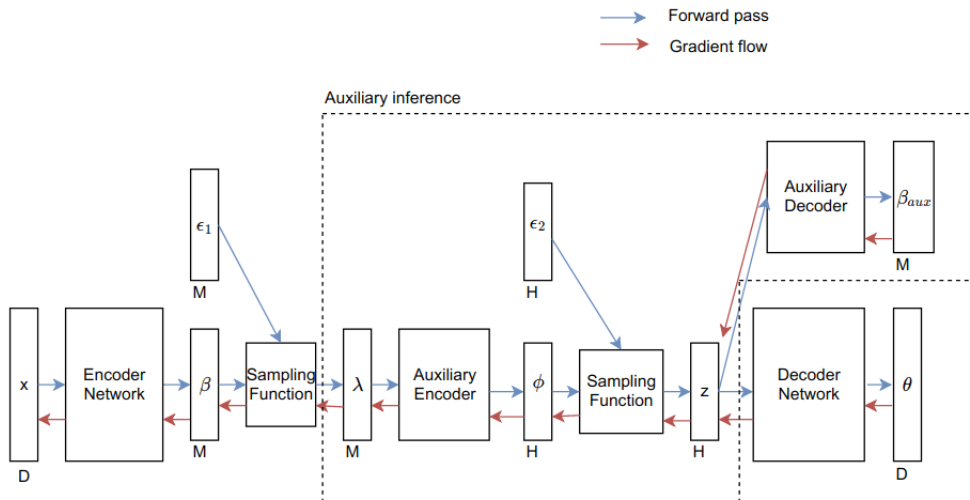 Forward pass
Gradient flow
Auxiliary inference
ϵ₁
M
ϵ₂
H
Auxiliary
Decoder
β_aux
M
x
D
Encoder
Network
β
M
Sampling
Function
λ
M
Auxiliary
Encoder
ϕ
H
Sampling
Function
z
H
Decoder
Network
θ
D